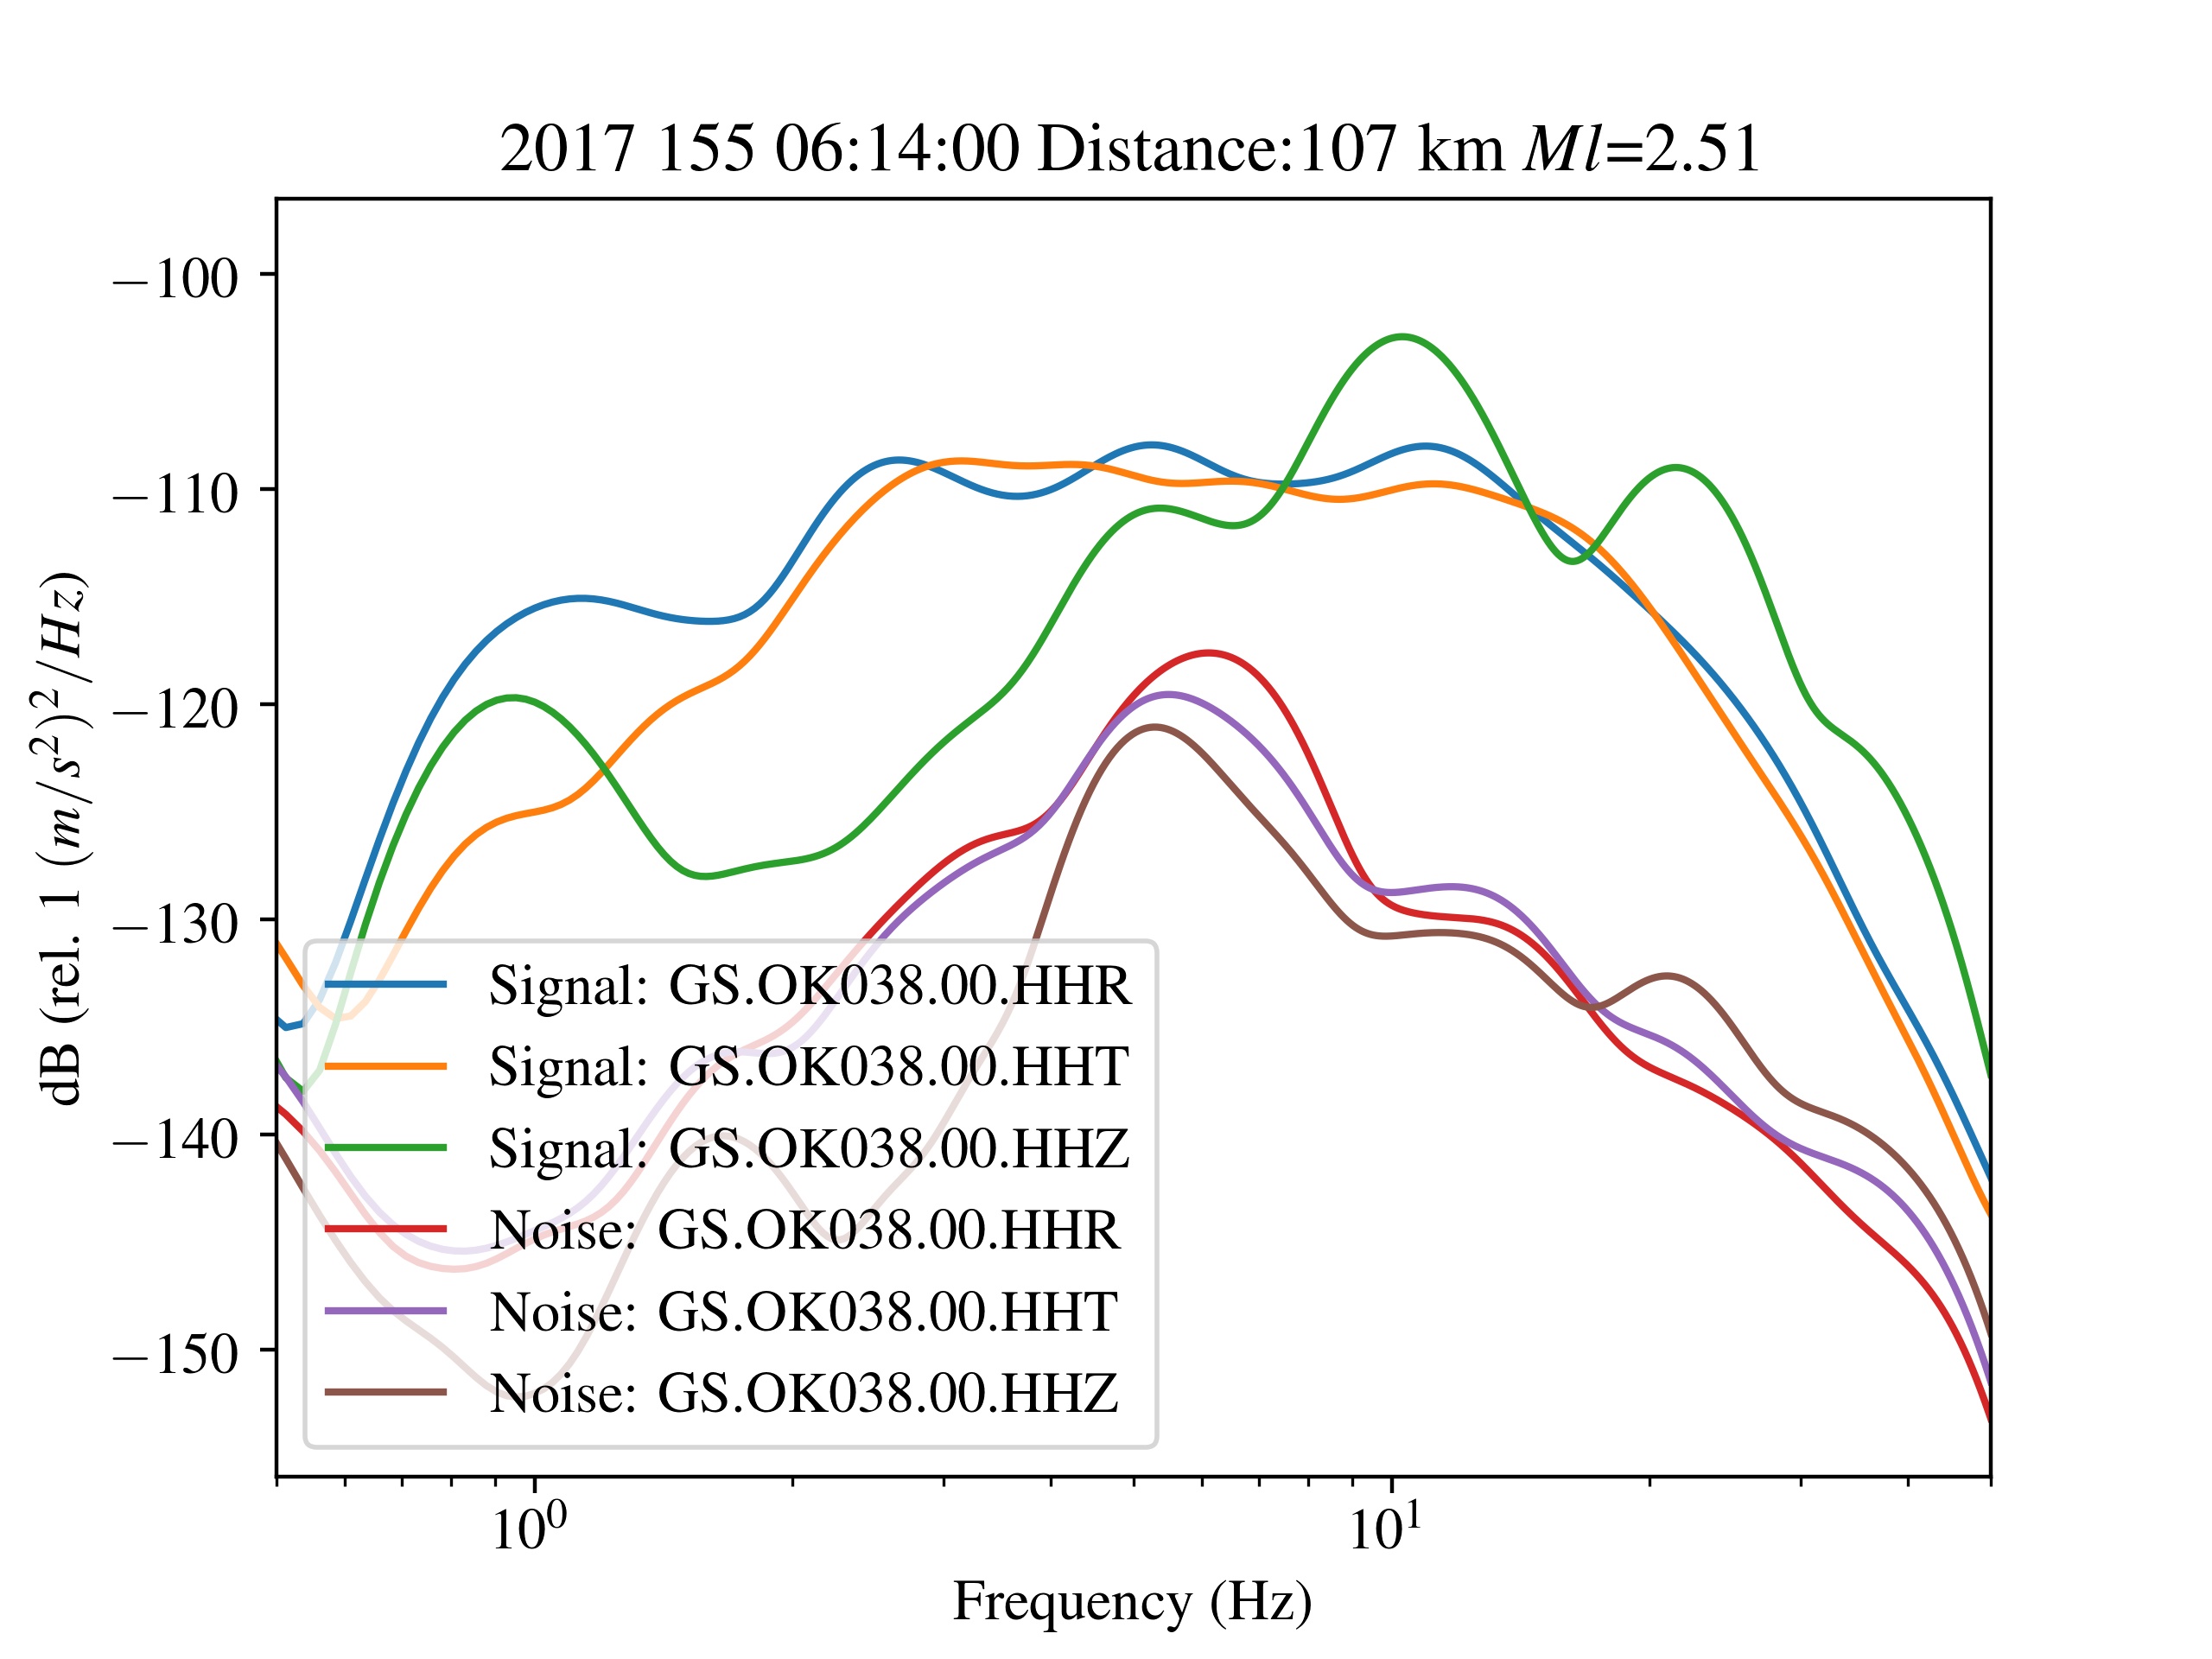 2017 155 06:14:00 Distance:107 km Ml=2.51
dB (rel. 1 (m/s²)²/Hz)
−100
−110
−120
−130
−140
−150
Signal: GS.OK038.00.HHR
Signal: GS.OK038.00.HHT
Signal: GS.OK038.00.HHZ
Noise: GS.OK038.00.HHR
Noise: GS.OK038.00.HHT
Noise: GS.OK038.00.HHZ
10⁰ 10¹
Frequency (Hz)